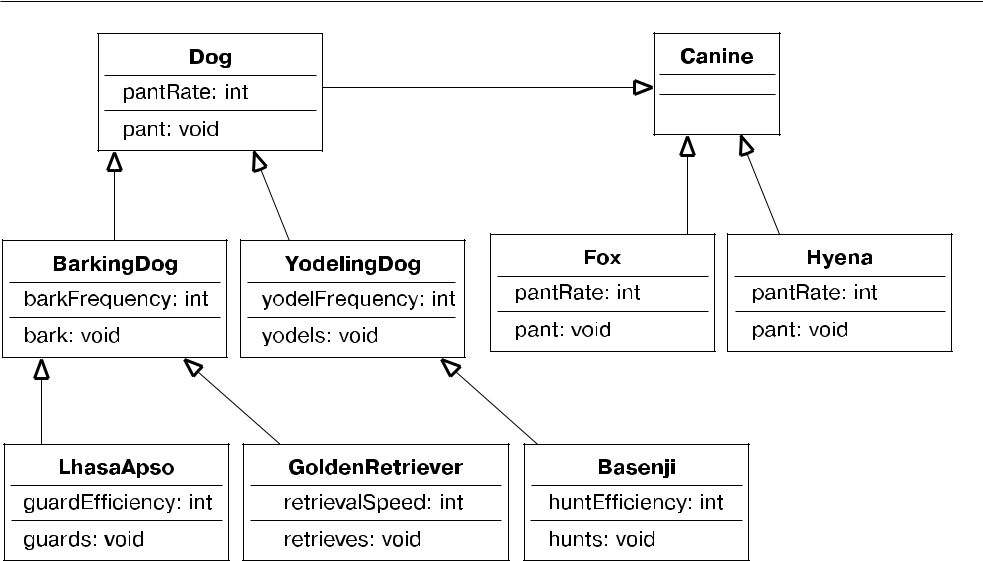 Dog
pantRate: int
pant: void
Canine
BarkingDog
barkFrequency: int
bark: void
YodelingDog
yodelFrequency: int
yodels: void
Fox
pantRate: int
pant: void
Hyena
pantRate: int
pant: void
LhasaApso
guardEfficiency: int
guards: void
GoldenRetriever
retrievalSpeed: int
retrieves: void
Basenji
huntEfficiency: int
hunts: void